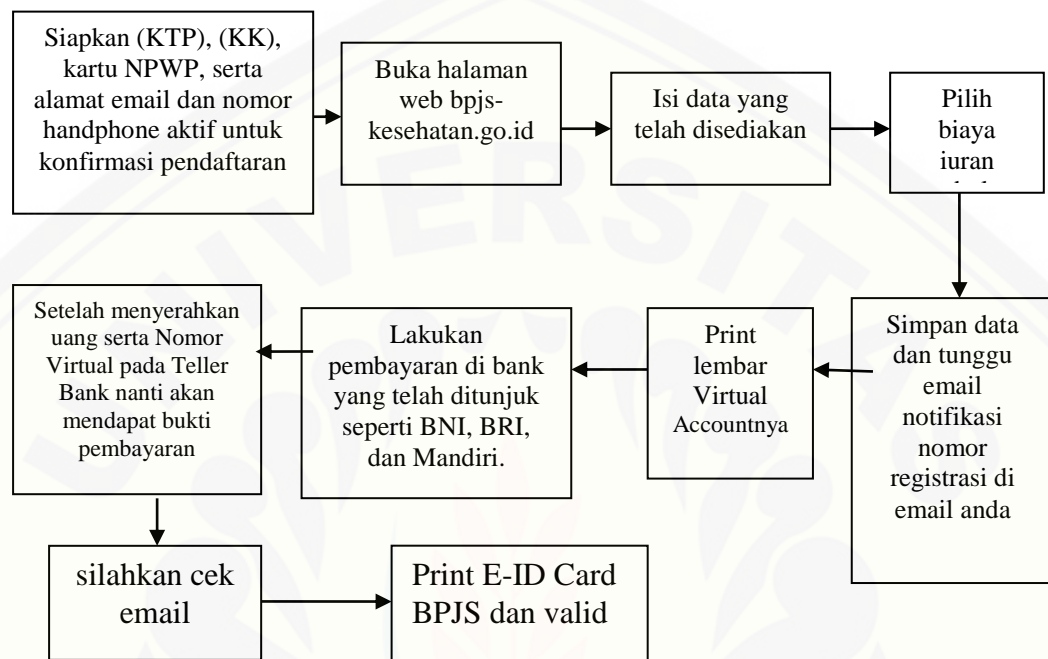 Siapkan (KTP), (KK),
kartu NPWP, serta
alamat email dan nomor
handphone aktif untuk
konfirmasi pendaftaran
Buka halaman
web bpjs-
kesehatan.go.id
Isi data yang
telah disediakan
Pilih
biaya
iuran
Simpan data
dan tunggu
email
notifikasi
nomor
registrasi di
email anda
Print
lembar
Virtual
Accountnya
Lakukan
pembayaran di bank
yang telah ditunjuk
seperti BNI, BRI,
dan Mandiri.
Setelah menyerahkan
uang serta Nomor
Virtual pada Teller
Bank nanti akan
mendapat bukti
pembayaran
silahkan cek
email
Print E-ID Card
BPJS dan valid
UNIVERSITAS